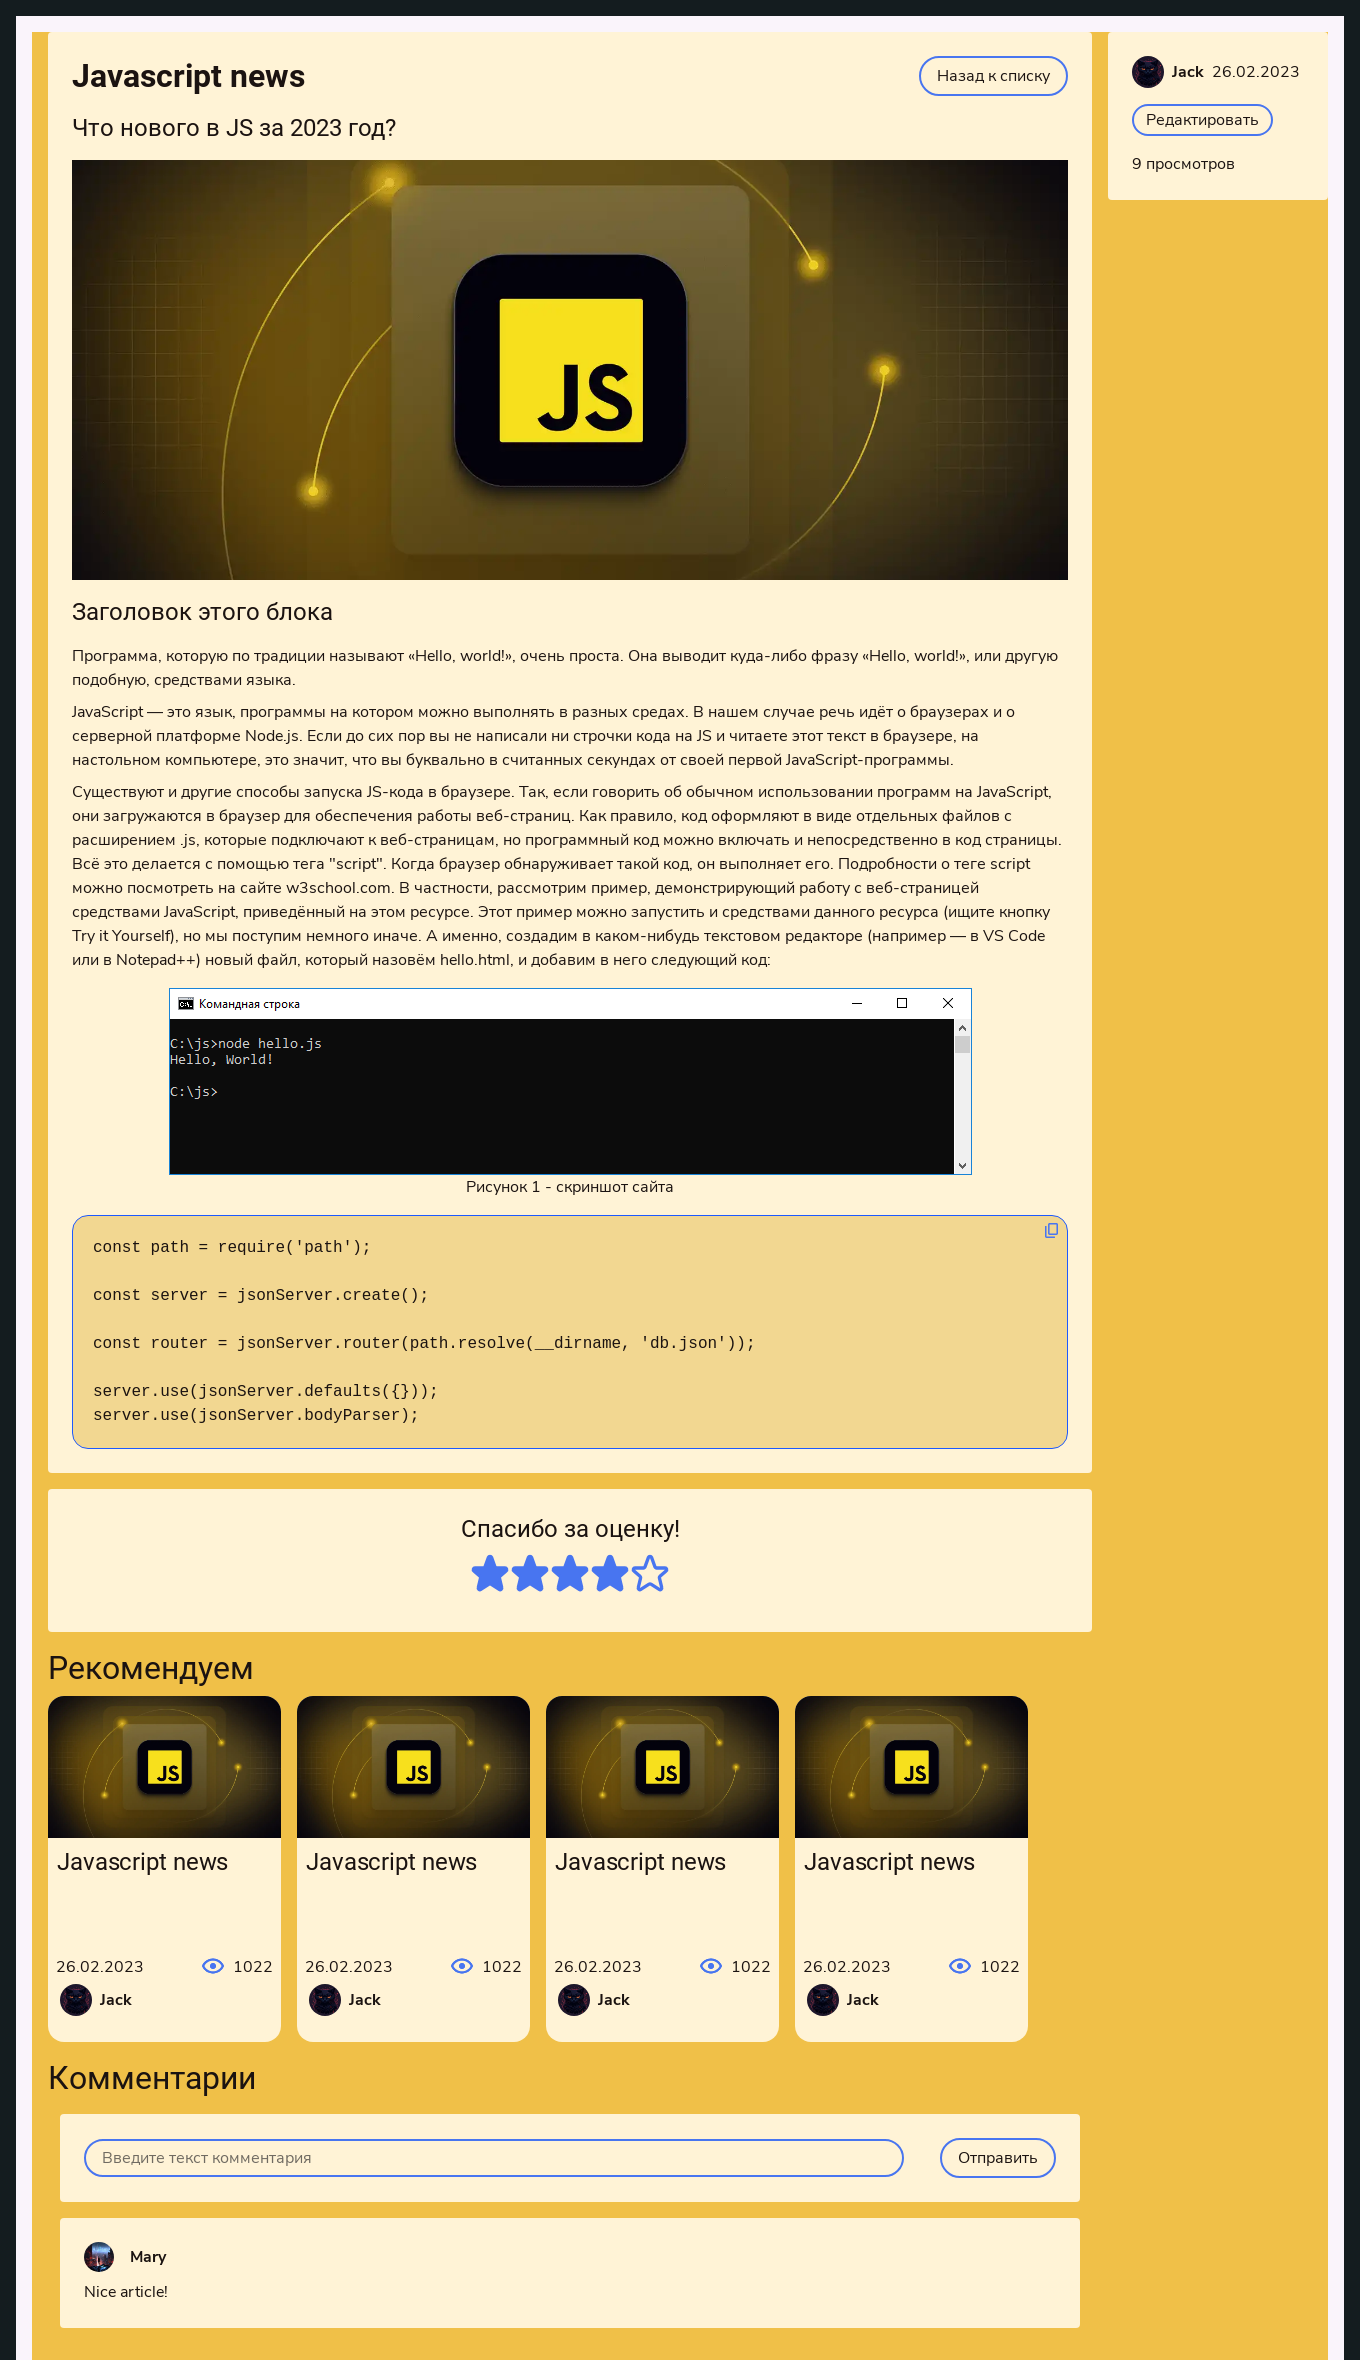 Javascript news
Назад к списку
Что нового в JS за 2023 год?
JS
Заголовок этого блока
Программа, которую по традиции называют «Hello, world!», очень проста. Она выводит куда-либо фразу «Hello, world!», или другую
подобную, средствами языка.
JavaScript — это язык, программы на котором можно выполнять в разных средах. В нашем случае речь идёт о браузерах и о
серверной платформе Node.js. Если до сих пор вы не написали ни строчки кода на JS и читаете этот текст в браузере, на
настольном компьютере, это значит, что вы буквально в считанных секундах от своей первой JavaScript-программы.
Существуют и другие способы запуска JS-кода в браузере. Так, если говорить об обычном использовании программ на JavaScript,
они загружаются в браузер для обеспечения работы веб-страниц. Как правило, код оформляют в виде отдельных файлов с
расширением .js, которые подключают к веб-страницам, но программный код можно включать и непосредственно в код страницы.
Всё это делается с помощью тега "script". Когда браузер обнаруживает такой код, он выполняет его. Подробности о теге script
можно посмотреть на сайте w3school.com. В частности, рассмотрим пример, демонстрирующий работу с веб-страницей
средствами JavaScript, приведённый на этом ресурсе. Этот пример можно запустить и средствами данного ресурса (ищите кнопку
Try it Yourself), но мы поступим немного иначе. А именно, создадим в каком-нибудь текстовом редакторе (например — в VS Code
или в Notepad++) новый файл, который назовём hello.html, и добавим в него следующий код:
Командная строка
C:\js>node hello.js
Hello, World!
C:\js>
Рисунок 1 - скриншот сайта
const path = require('path');
const server = jsonServer.create();
const router = jsonServer.router(path.resolve(__dirname, 'db.json'));
server.use(jsonServer.defaults({}));
server.use(jsonServer.bodyParser);
Спасибо за оценку!
Рекомендуем
JS
Javascript news
26.02.2023 1022
Jack
JS
Javascript news
26.02.2023 1022
Jack
JS
Javascript news
26.02.2023 1022
Jack
JS
Javascript news
26.02.2023 1022
Jack
Комментарии
Введите текст комментария
Отправить
Mary
Nice article!
Jack 26.02.2023
Редактировать
9 просмотров